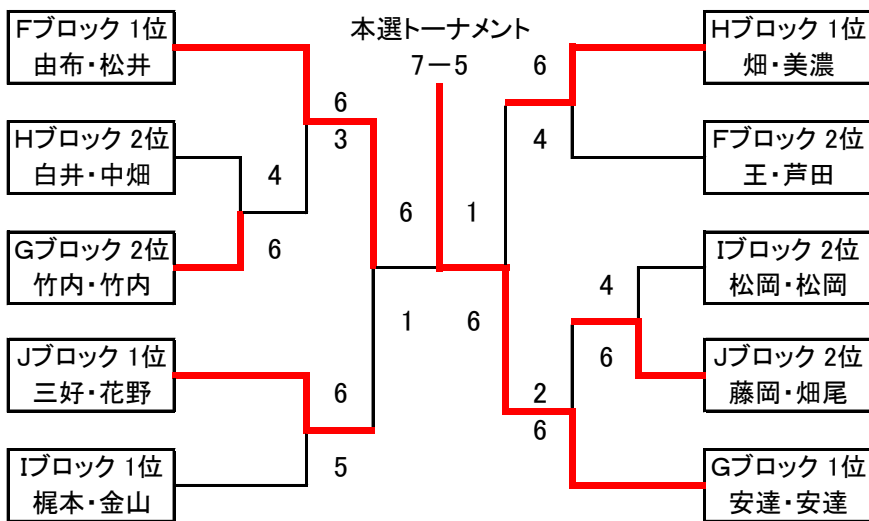 本選トーナメント
7－5
Fブロック 1位
由布・松井
Hブロック 2位
白井・中畑
Gブロック 2位
竹内・竹内
Jブロック 1位
三好・花野
Iブロック 1位
梶本・金山
6
3
4
6
6
5
6
1
1
6
6
4
4
6
2
6
Hブロック 1位
畑・美濃
Fブロック 2位
王・芦田
Iブロック 2位
松岡・松岡
Jブロック 2位
藤岡・畑尾
Gブロック 1位
安達・安達